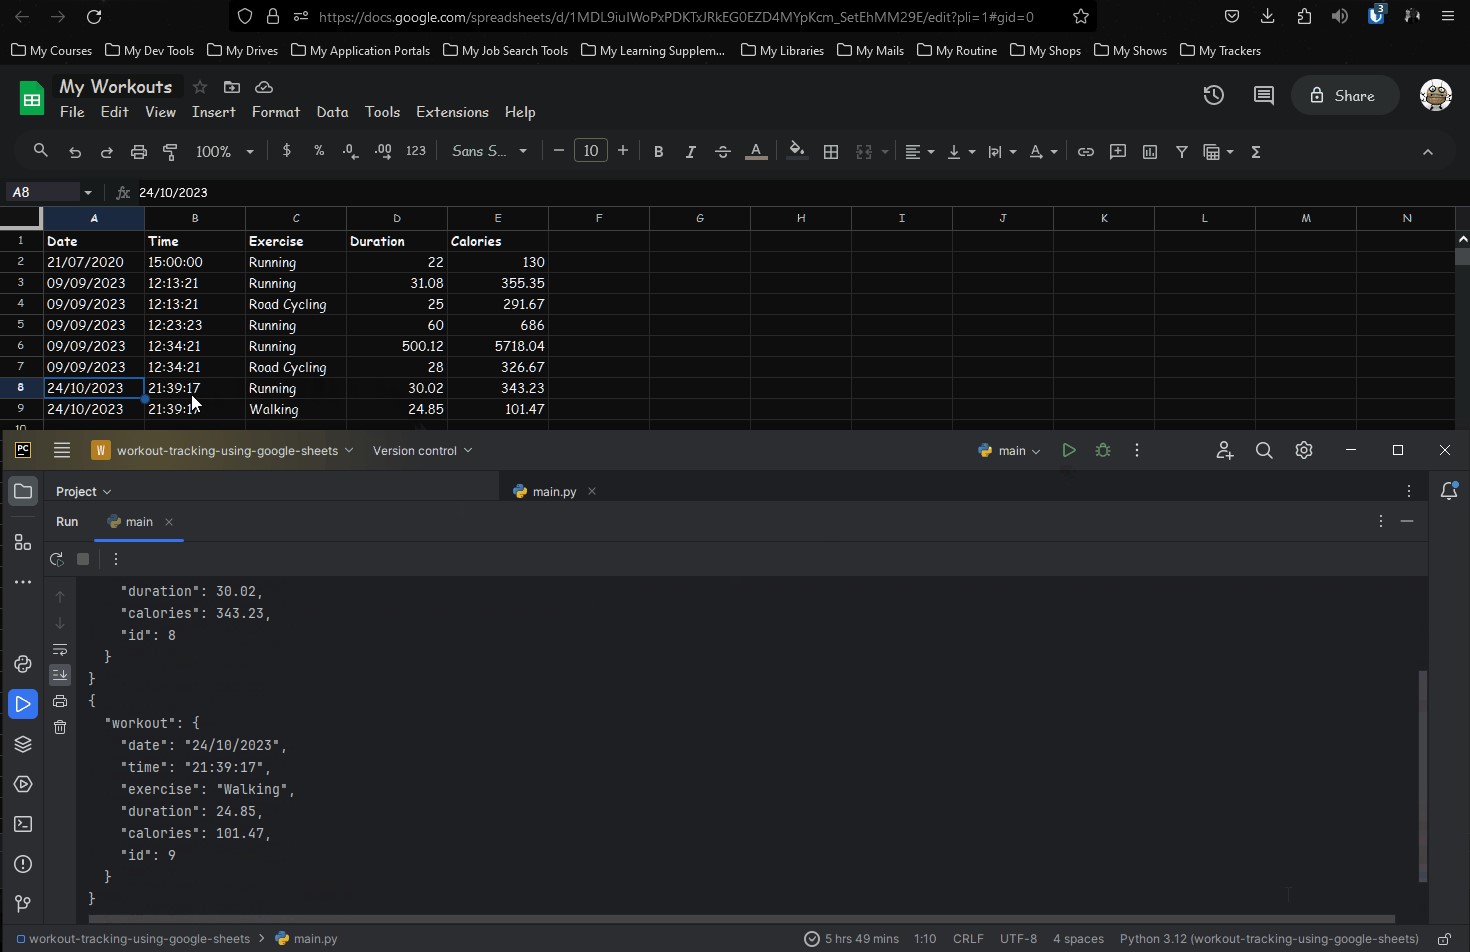 https://docs.google.com/spreadsheets/d/1MDL9iulWoPxPDKTxJRkEG0EZD4MYpKcm_SetEhMM29E/edit?pli=1#gid=0
3
My Courses My Dev Tools My Drives My Application Portals My Job Search Tools My Learning Supplem... My Libraries My Mails My Routine My Shops My Shows My Trackers
My Workouts
File Edit View Insert Format Data Tools Extensions Help
Share
100% $ % .0 .00 123 Sans S... − 10 + B I S A Σ
A8 fx 24/10/2023
A B C D E F G H I J K L M N
1 Date Time Exercise Duration Calories
2 21/07/2020 15:00:00 Running 22 130
3 09/09/2023 12:13:21 Running 31.08 355.35
4 09/09/2023 12:13:21 Road Cycling 25 291.67
5 09/09/2023 12:23:23 Running 60 686
6 09/09/2023 12:34:21 Running 500.12 5718.04
7 09/09/2023 12:34:21 Road Cycling 28 326.67
8 24/10/2023 21:39:17 Running 30.02 343.23
9 24/10/2023 21:39:17 Walking 24.85 101.47
10
PC W workout-tracking-using-google-sheets Version control main
Project main.py
Run main
"duration": 30.02,
"calories": 343.23,
"id": 8
}
}
{
"workout": {
"date": "24/10/2023",
"time": "21:39:17",
"exercise": "Walking",
"duration": 24.85,
"calories": 101.47,
"id": 9
}
}
workout-tracking-using-google-sheets > main.py 5 hrs 49 mins 1:10 CRLF UTF-8 4 spaces Python 3.12 (workout-tracking-using-google-sheets)